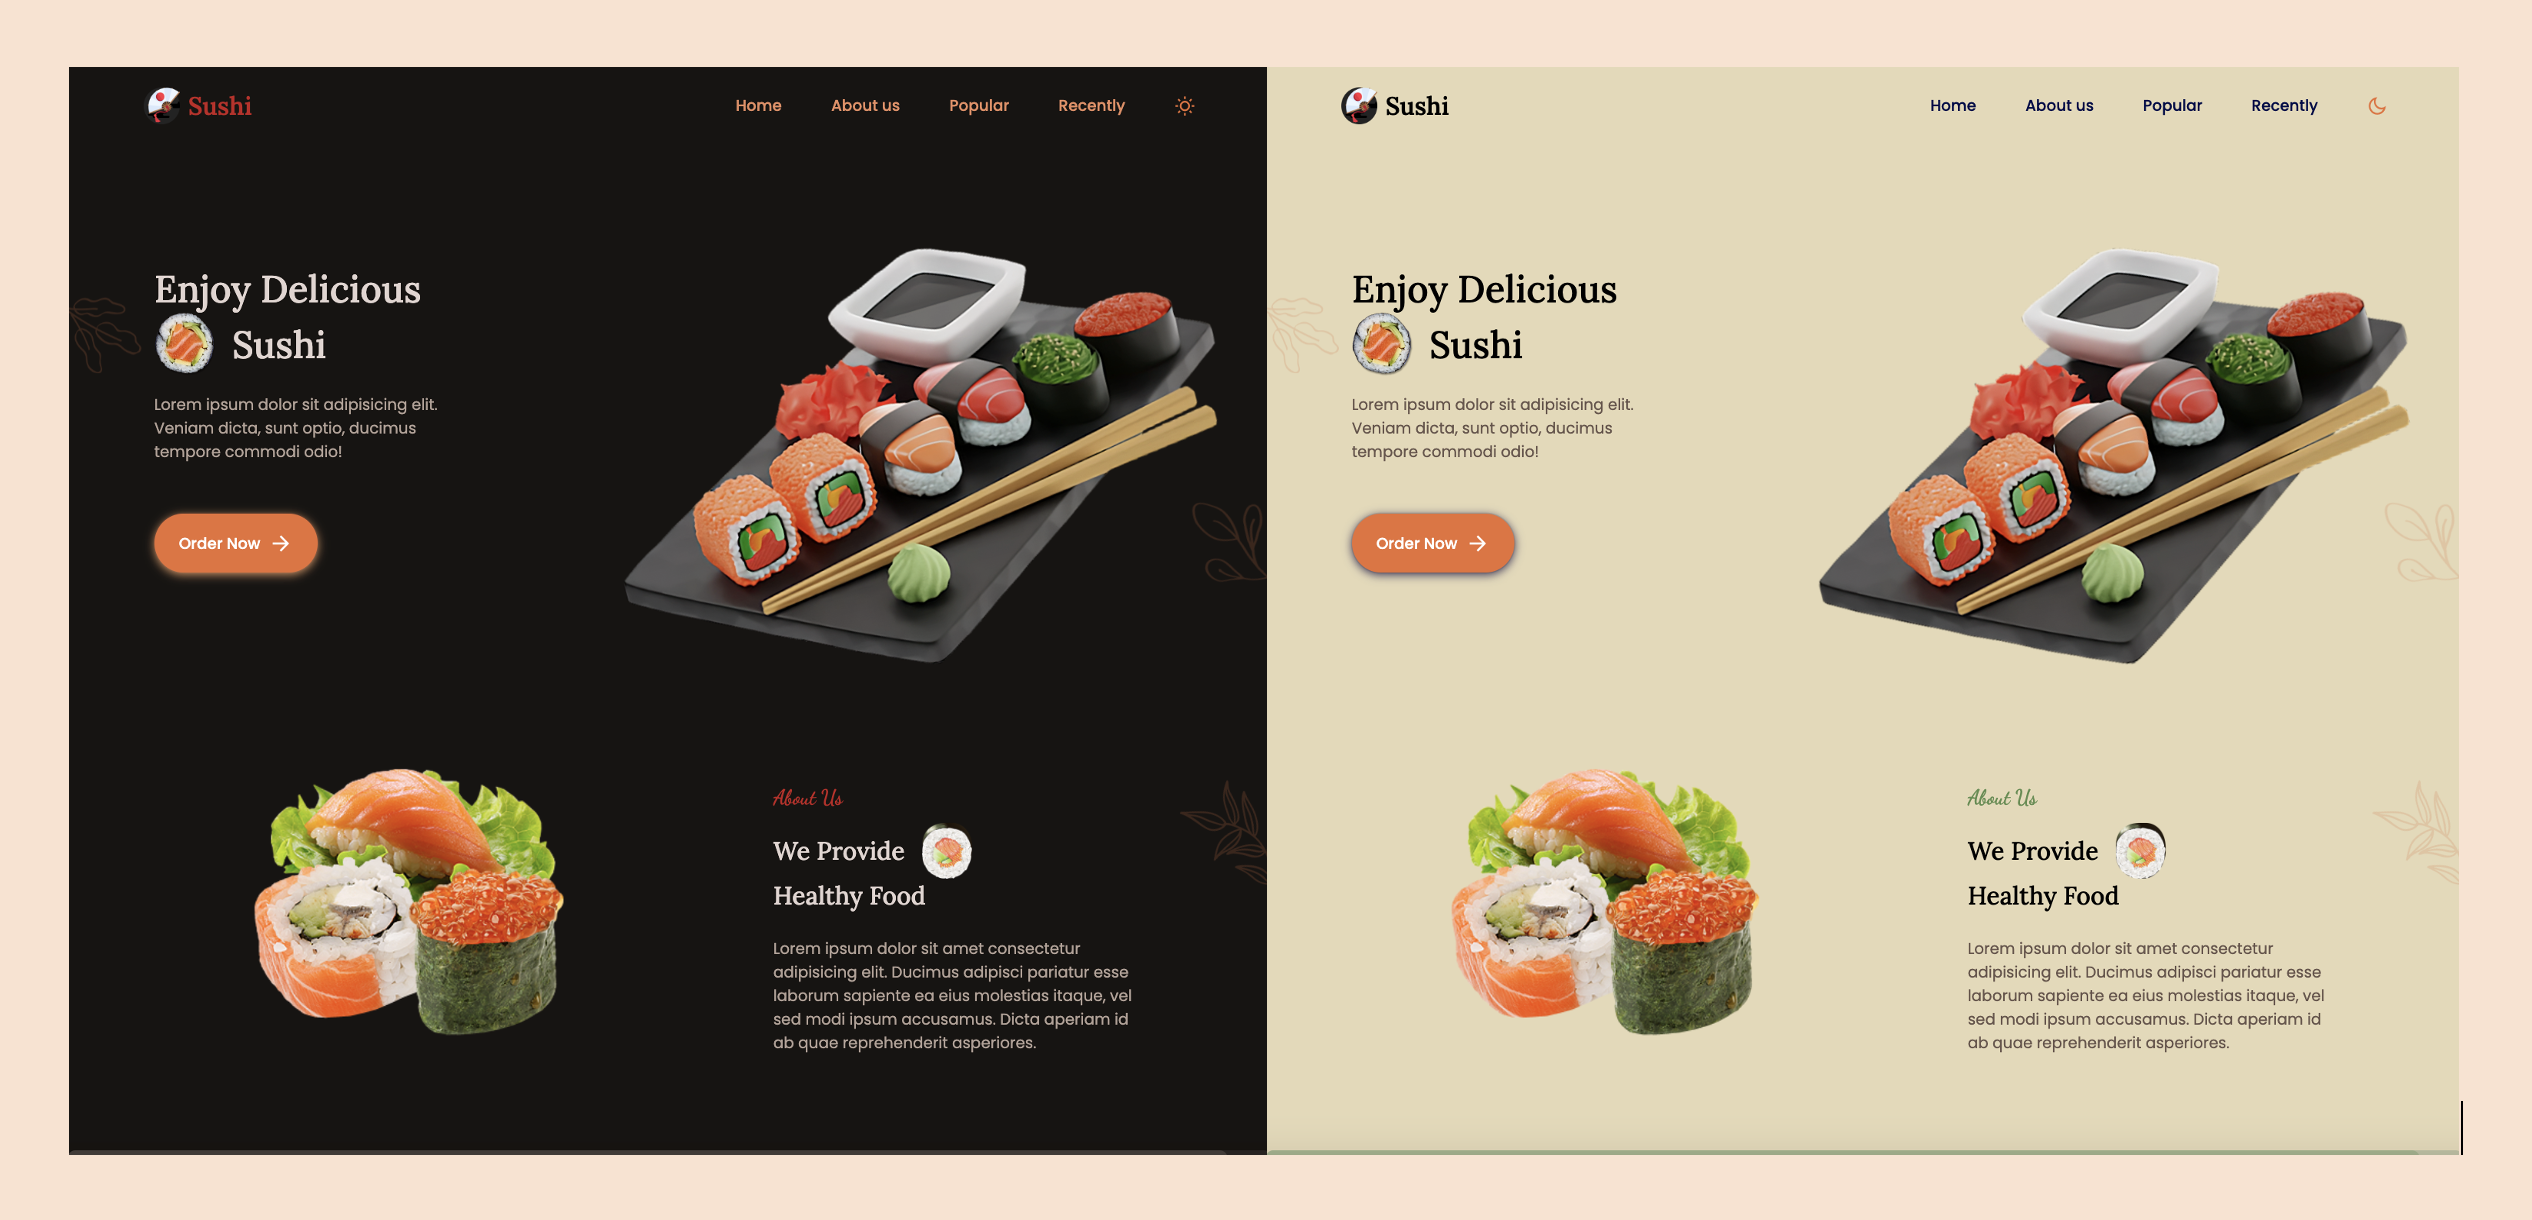 Sushi
Home
About us
Popular
Recently
Enjoy Delicious
Sushi
Lorem ipsum dolor sit adipisicing elit.
Veniam dicta, sunt optio, ducimus
tempore commodi odio!
Order Now
About Us
We Provide
Healthy Food
Lorem ipsum dolor sit amet consectetur
adipisicing elit. Ducimus adipisci pariatur esse
laborum sapiente ea eius molestias itaque, vel
sed modi ipsum accusamus. Dicta aperiam id
ab quae reprehenderit asperiores.
Sushi
Home
About us
Popular
Recently
Enjoy Delicious
Sushi
Lorem ipsum dolor sit adipisicing elit.
Veniam dicta, sunt optio, ducimus
tempore commodi odio!
Order Now
About Us
We Provide
Healthy Food
Lorem ipsum dolor sit amet consectetur
adipisicing elit. Ducimus adipisci pariatur esse
laborum sapiente ea eius molestias itaque, vel
sed modi ipsum accusamus. Dicta aperiam id
ab quae reprehenderit asperiores.